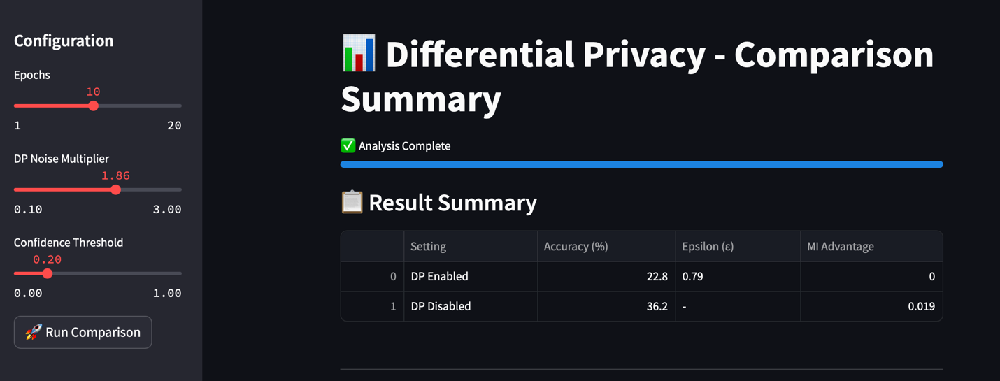 Configuration
Epochs
10
1 20
DP Noise Multiplier
1.86
0.10 3.00
Confidence Threshold
0.20
0.00 1.00
🚀 Run Comparison
📊 Differential Privacy - Comparison
Summary
✅ Analysis Complete
📋 Result Summary
Setting Accuracy (%) Epsilon (ε) MI Advantage
0 DP Enabled 22.8 0.79 0
1 DP Disabled 36.2 - 0.019